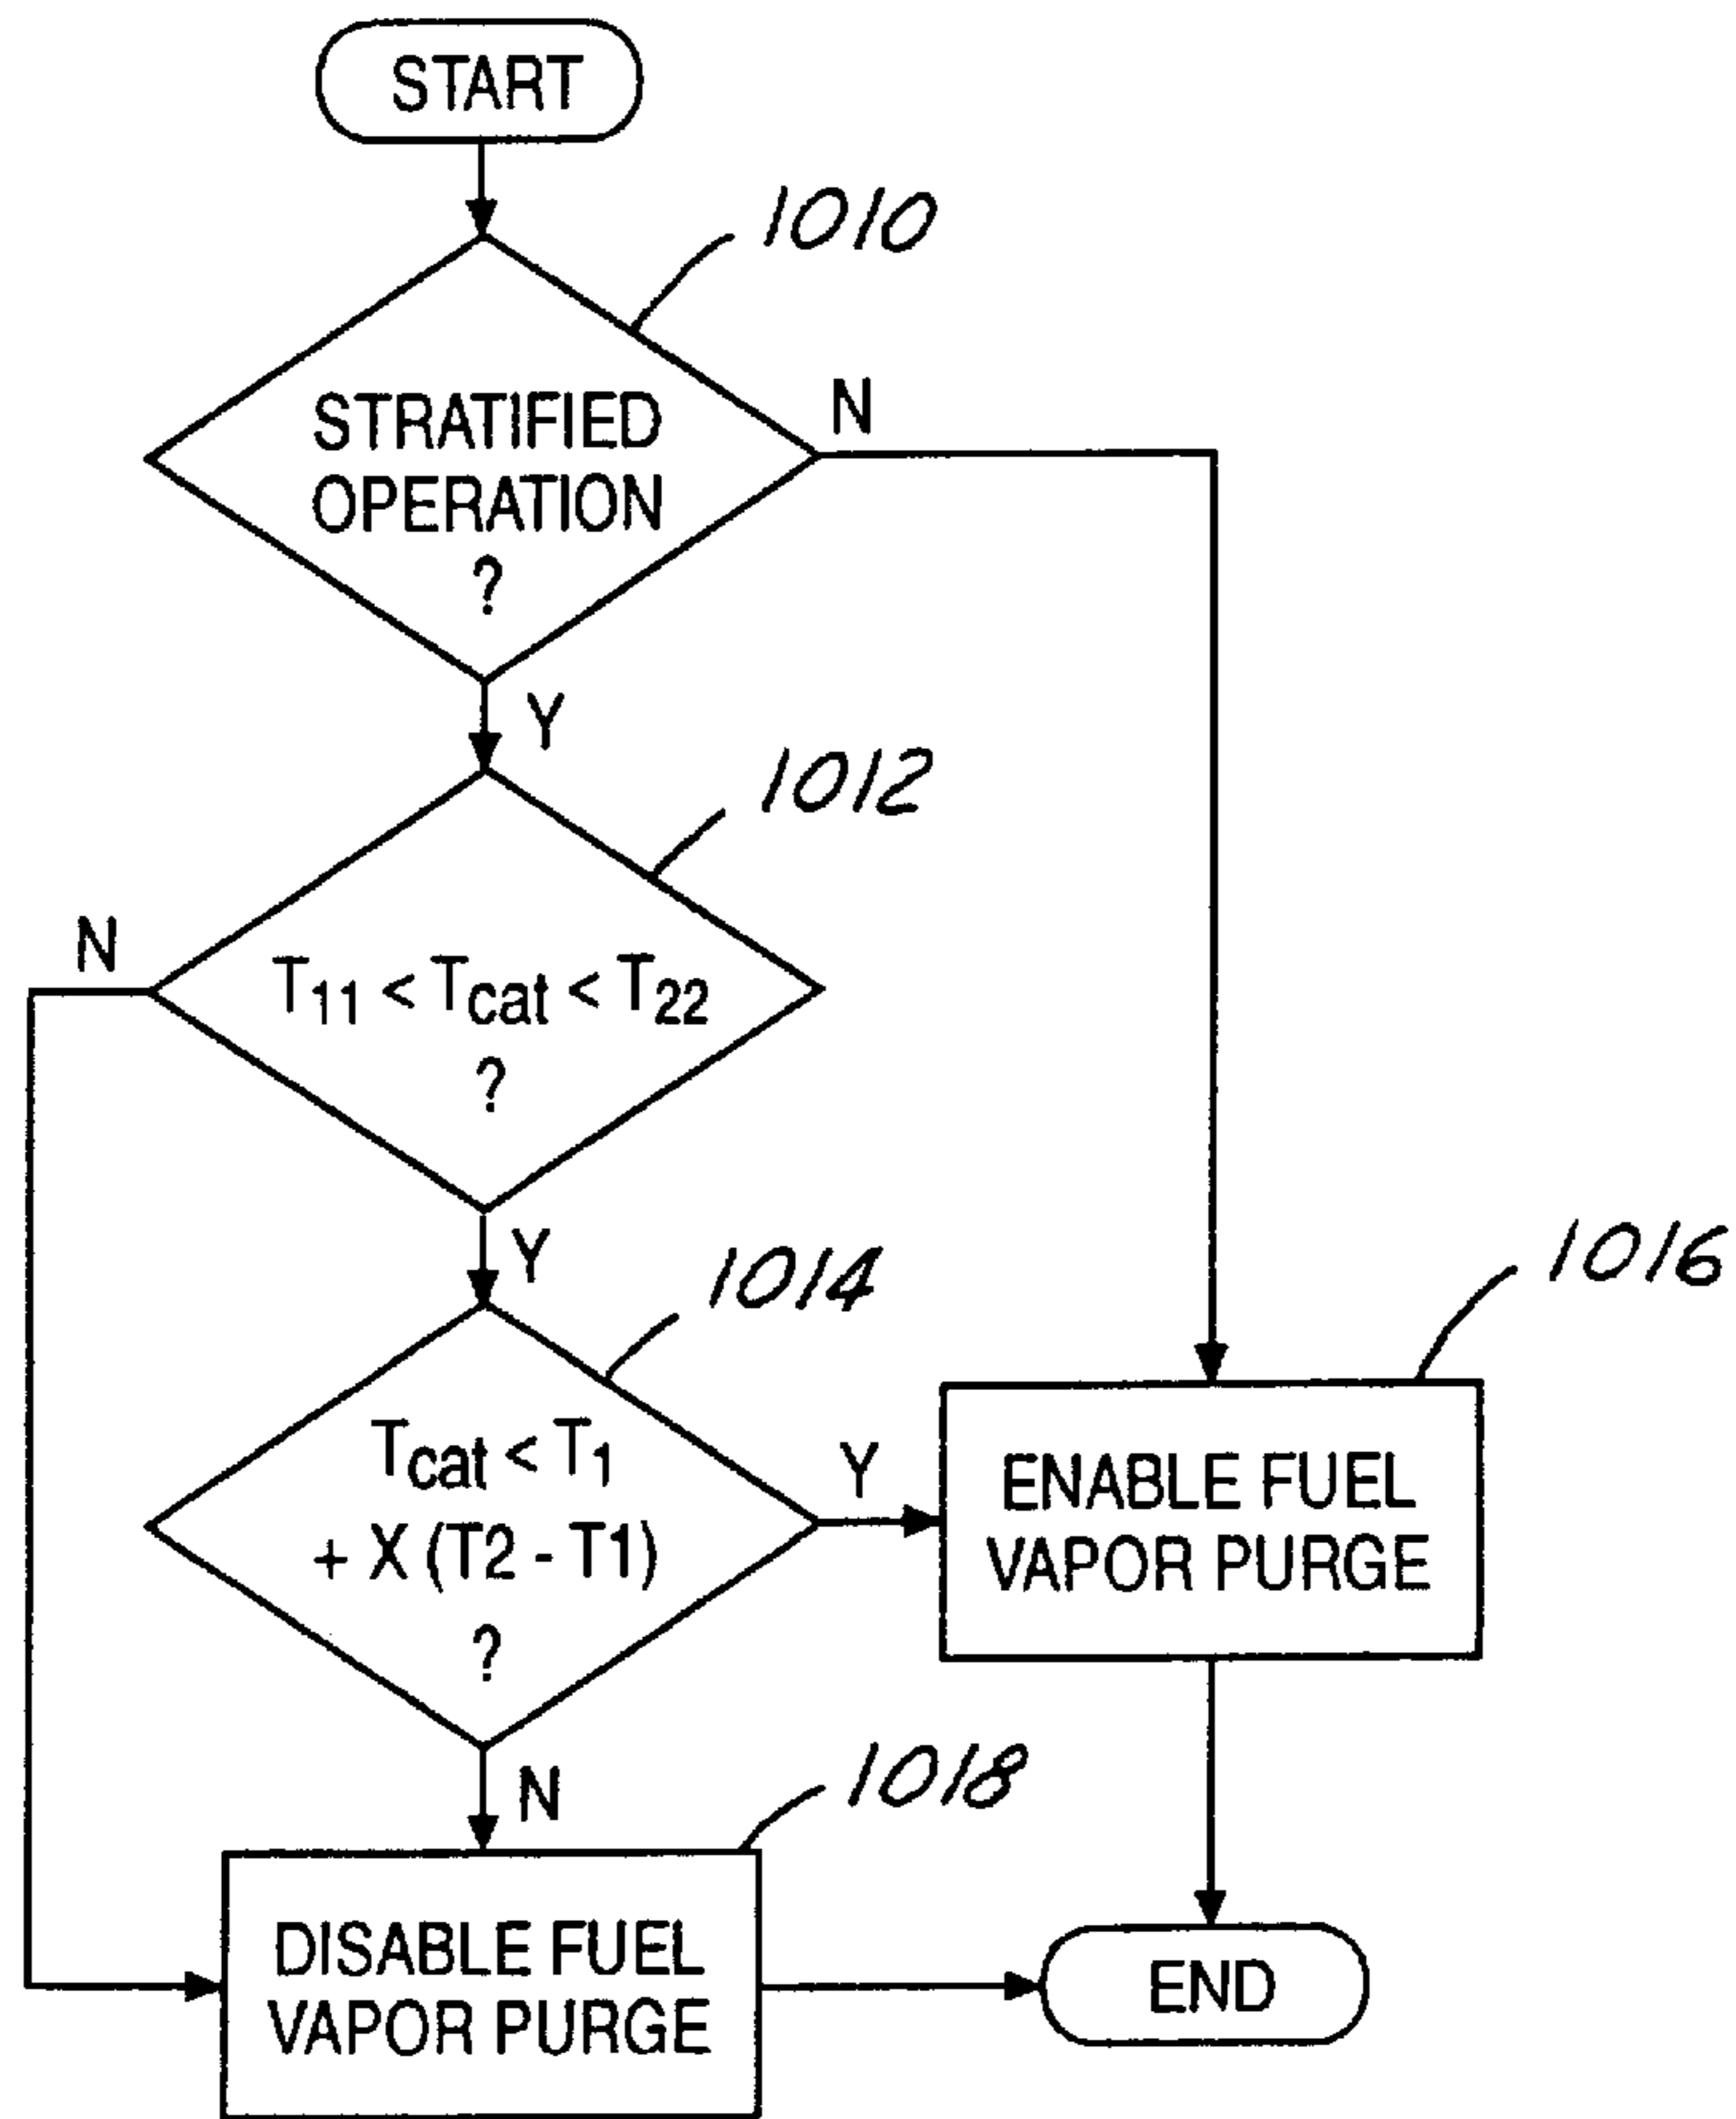 START
1010
STRATIFIED
OPERATION
?
N
Y
1012
N
T11 < Tcat < T22
?
Y
1014
1016
Tcat < T1
+ X (T2 - T1)
?
Y
ENABLE FUEL
VAPOR PURGE
N
1018
DISABLE FUEL
VAPOR PURGE
END